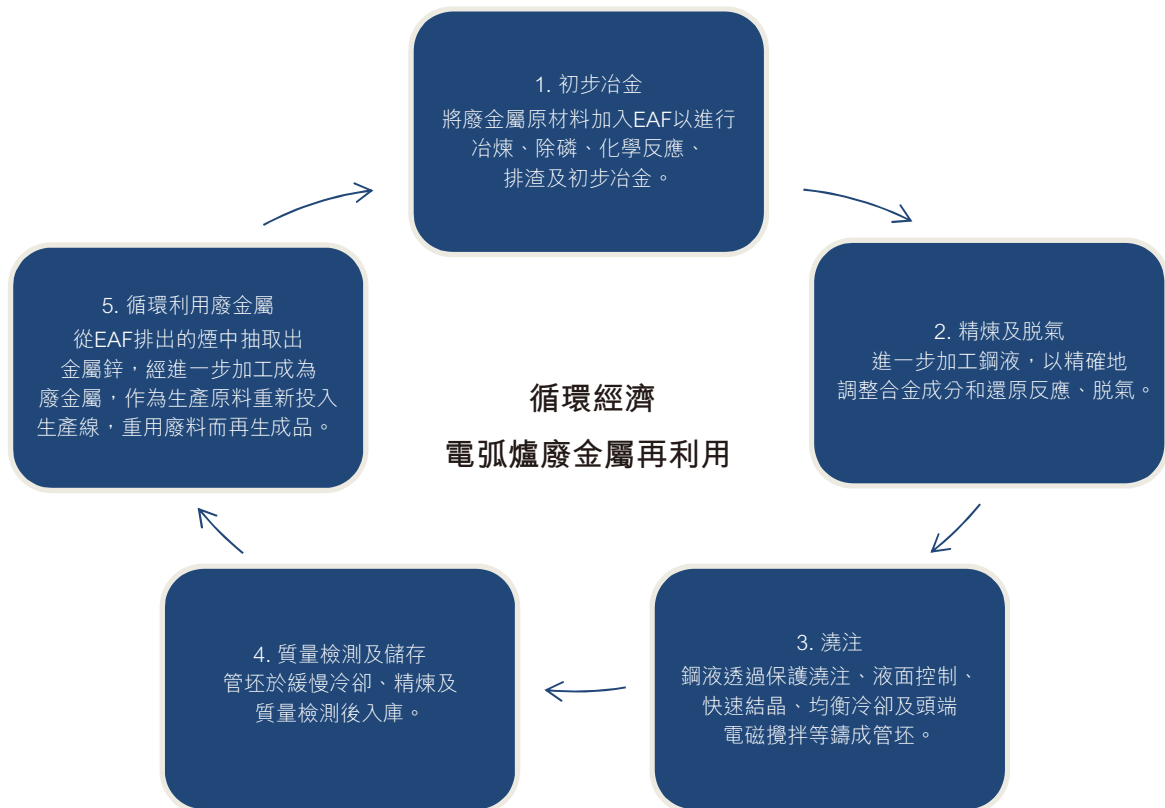 1. 初步冶金
將廢金屬原材料加入EAF以進行
冶煉、除磷、化學反應、
排渣及初步冶金。
2. 精煉及脱氣
進一步加工鋼液，以精確地
調整合金成分和還原反應、脱氣。
3. 澆注
鋼液透過保護澆注、液面控制、
快速結晶、均衡冷卻及頭端
電磁攪拌等鑄成管坯。
4. 質量檢測及儲存
管坯於緩慢冷卻、精煉及
質量檢測後入庫。
5. 循環利用廢金屬
從EAF排出的煙中抽取出
金屬鋅，經進一步加工成為
廢金屬，作為生產原料重新投入
生產線，重用廢料而再生成品。
循環經濟
電弧爐廢金屬再利用